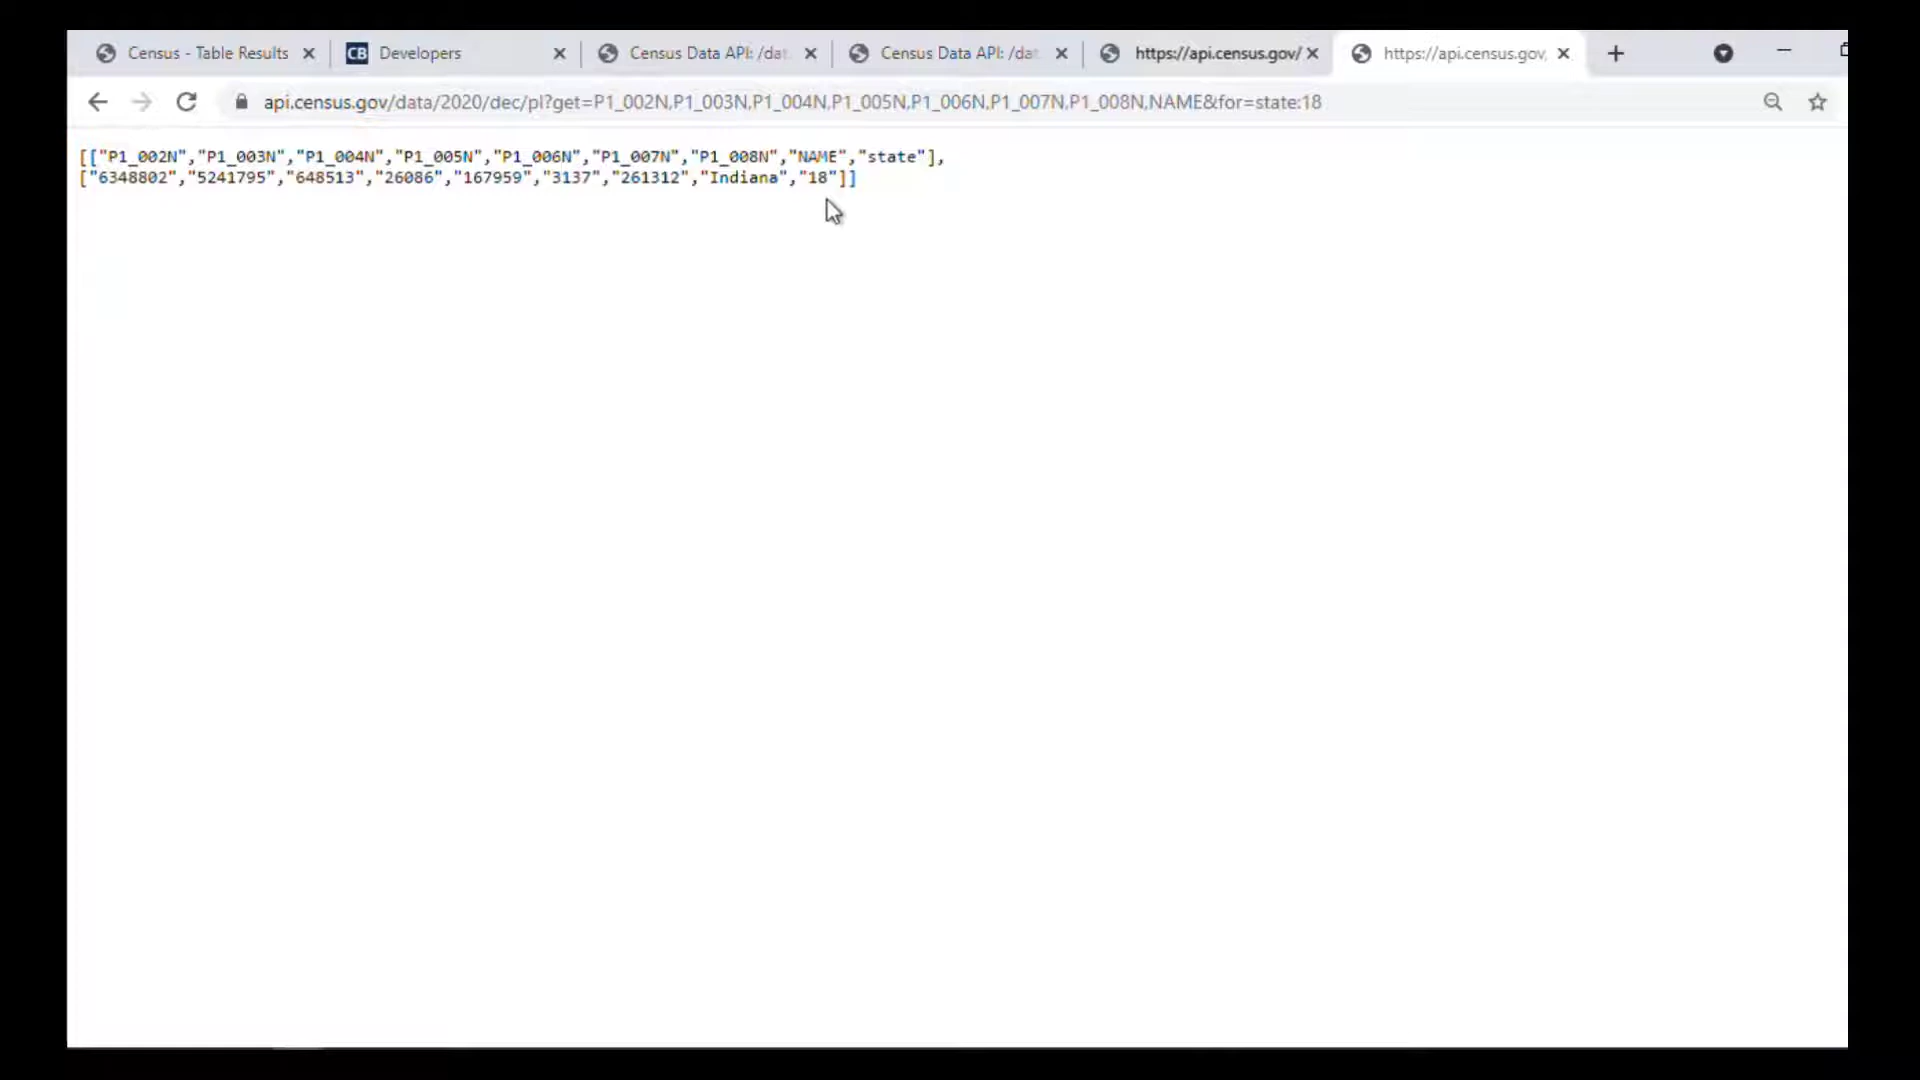 Census - Table Results
Developers
Census Data API: /dat
Census Data API: /dat
https://api.census.gov/
https://api.census.gov,
api.census.gov/data/2020/dec/pl?get=P1_002N,P1_003N,P1_004N,P1_005N,P1_006N,P1_007N,P1_008N,NAME&for=state:18
[["P1_002N","P1_003N","P1_004N","P1_005N","P1_006N","P1_007N","P1_008N","NAME","state"],
["6348802","5241795","648513","26086","167959","3137","261312","Indiana","18"]]